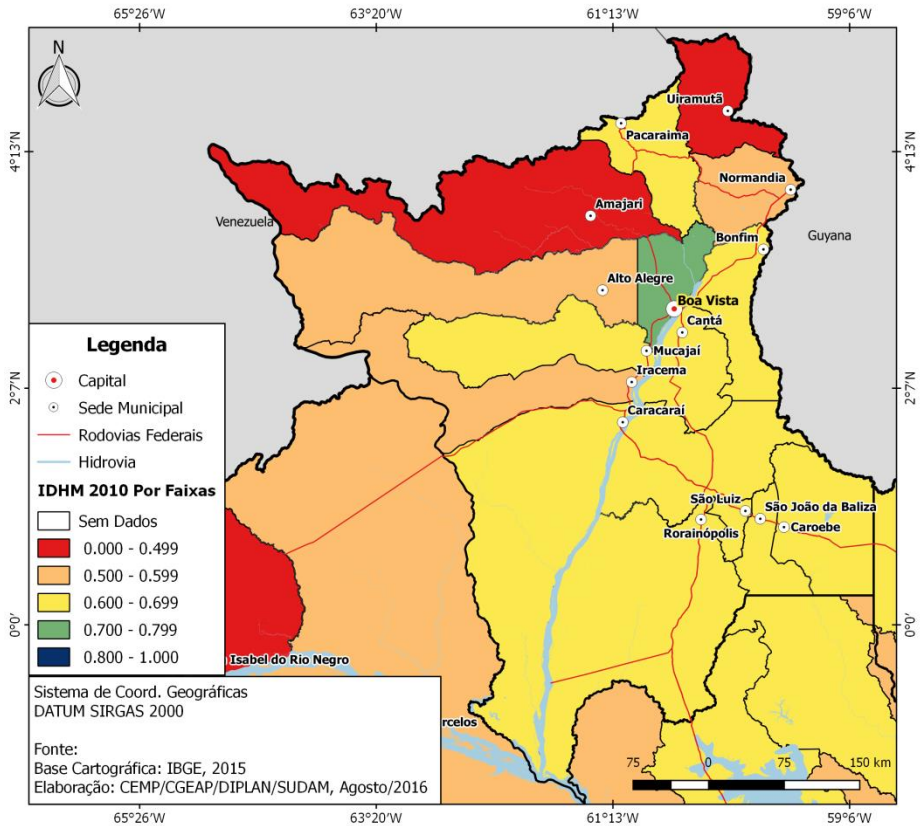 65°26'W 63°20'W 61°13'W 59°6'W
N
Uiramutã
Pacaraima
4°13'N 4°13'N
Normandia
Amajari
Venezuela
Guyana
Bonfim
Alto Alegre
Boa Vista
Cantá
Mucajaí
Iracema
2°7'N 2°7'N
Caracaraí
São Luiz
São João da Baliza
Rorainópolis
Caroebe
0°0' 0°0'
Legenda
Capital
Sede Municipal
Rodovias Federais
Hidrovia
IDHM 2010 Por Faixas
Sem Dados
0.000 - 0.499
0.500 - 0.599
0.600 - 0.699
0.700 - 0.799
0.800 - 1.000
Isabel do Rio Negro
rcelos
Sistema de Coord. Geográficas
DATUM SIRGAS 2000
Fonte:
Base Cartográfica: IBGE, 2015
Elaboração: CEMP/CGEAP/DIPLAN/SUDAM, Agosto/2016
75 0 75 150 km
65°26'W 63°20'W 61°13'W 59°6'W